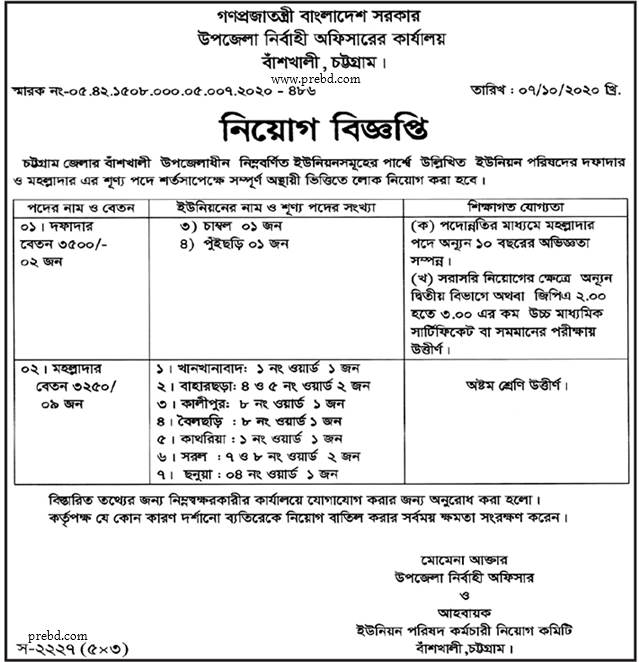 গণপ্রজাতন্ত্রী বাংলাদেশ সরকার
উপজেলা নির্বাহী অফিসারের কার্যালয়
বাঁশখালী, চট্টগ্রাম।
www.prebd.com
স্মারক নং-০৫.৪২.১৫০৮.০০০.০৫.০০৭.২০২০ - ৪৮৬
তারিখ : ০৭/১০/২০২০ খ্রি.
নিয়োগ বিজ্ঞপ্তি
চট্টগ্রাম জেলার বাঁশখালী উপজেলাধীন নিম্নবর্ণিত ইউনিয়নসমূহের পার্শ্বে উল্লিখিত ইউনিয়ন পরিষদের দফাদার
ও মহল্লাদার এর শূণ্য পদে শর্তসাপেক্ষে সম্পূর্ণ অস্থায়ী ভিত্তিতে লোক নিয়োগ করা হবে।
পদের নাম ও বেতন
ইউনিয়নের নাম ও শূণ্য পদের সংখ্যা
শিক্ষাগত যোগ্যতা
০১। দফাদার
বেতন ৩৫০০/-
০২ জন
৩) চাম্বল ০১ জন
৪) পুঁইছড়ি ০১ জন
(ক) পদোন্নতির মাধ্যমে মহল্লাদার
পদে অন্যূন ১০ বছরের অভিজ্ঞতা
সম্পন্ন।
(খ) সরাসরি নিয়োগের ক্ষেত্রে অন্যূন
দ্বিতীয় বিভাগে অথবা জিপিএ ২.০০
হতে ৩.০০ এর কম উচ্চ মাধ্যমিক
সার্টিফিকেট বা সমমানের পরীক্ষায়
উত্তীর্ণ।
০২। মহল্লাদার
বেতন ৩২৫০/
০৯ জন
১। খানখানাবাদ: ১ নং ওয়ার্ড ১ জন
২। বাহারছড়া: ৪ ও ৫ নং ওয়ার্ড ২ জন
৩। কালীপুর: ৮ নং ওয়ার্ড ১ জন
৪। বৈলছড়ি : ৮ নং ওয়ার্ড ১ জন
৫। কাথরিয়া : ১ নং ওয়ার্ড ১ জন
৬। সরল : ৭ ও ৮ নং ওয়ার্ড ২ জন
৭। ছনুয়া : ০৪ নং ওয়ার্ড ১ জন
অষ্টম শ্রেণি উত্তীর্ণ।
বিস্তারিত তথ্যের জন্য নিম্নস্বক্ষরকারীর কার্যালয়ে যোগাযোগ করার জন্য অনুরোধ করা হলো।
কর্তৃপক্ষ যে কোন কারণ দর্শানো ব্যতিরেকে নিয়োগ বাতিল করার সর্বময় ক্ষমতা সংরক্ষণ করেন।
মোমেনা আক্তার
উপজেলা নির্বাহী অফিসার
ও
আহবায়ক
ইউনিয়ন পরিষদ কর্মচারী নিয়োগ কমিটি
বাঁশখালী, চট্টগ্রাম।
prebd.com
স-২২২৭ (৫×৩)